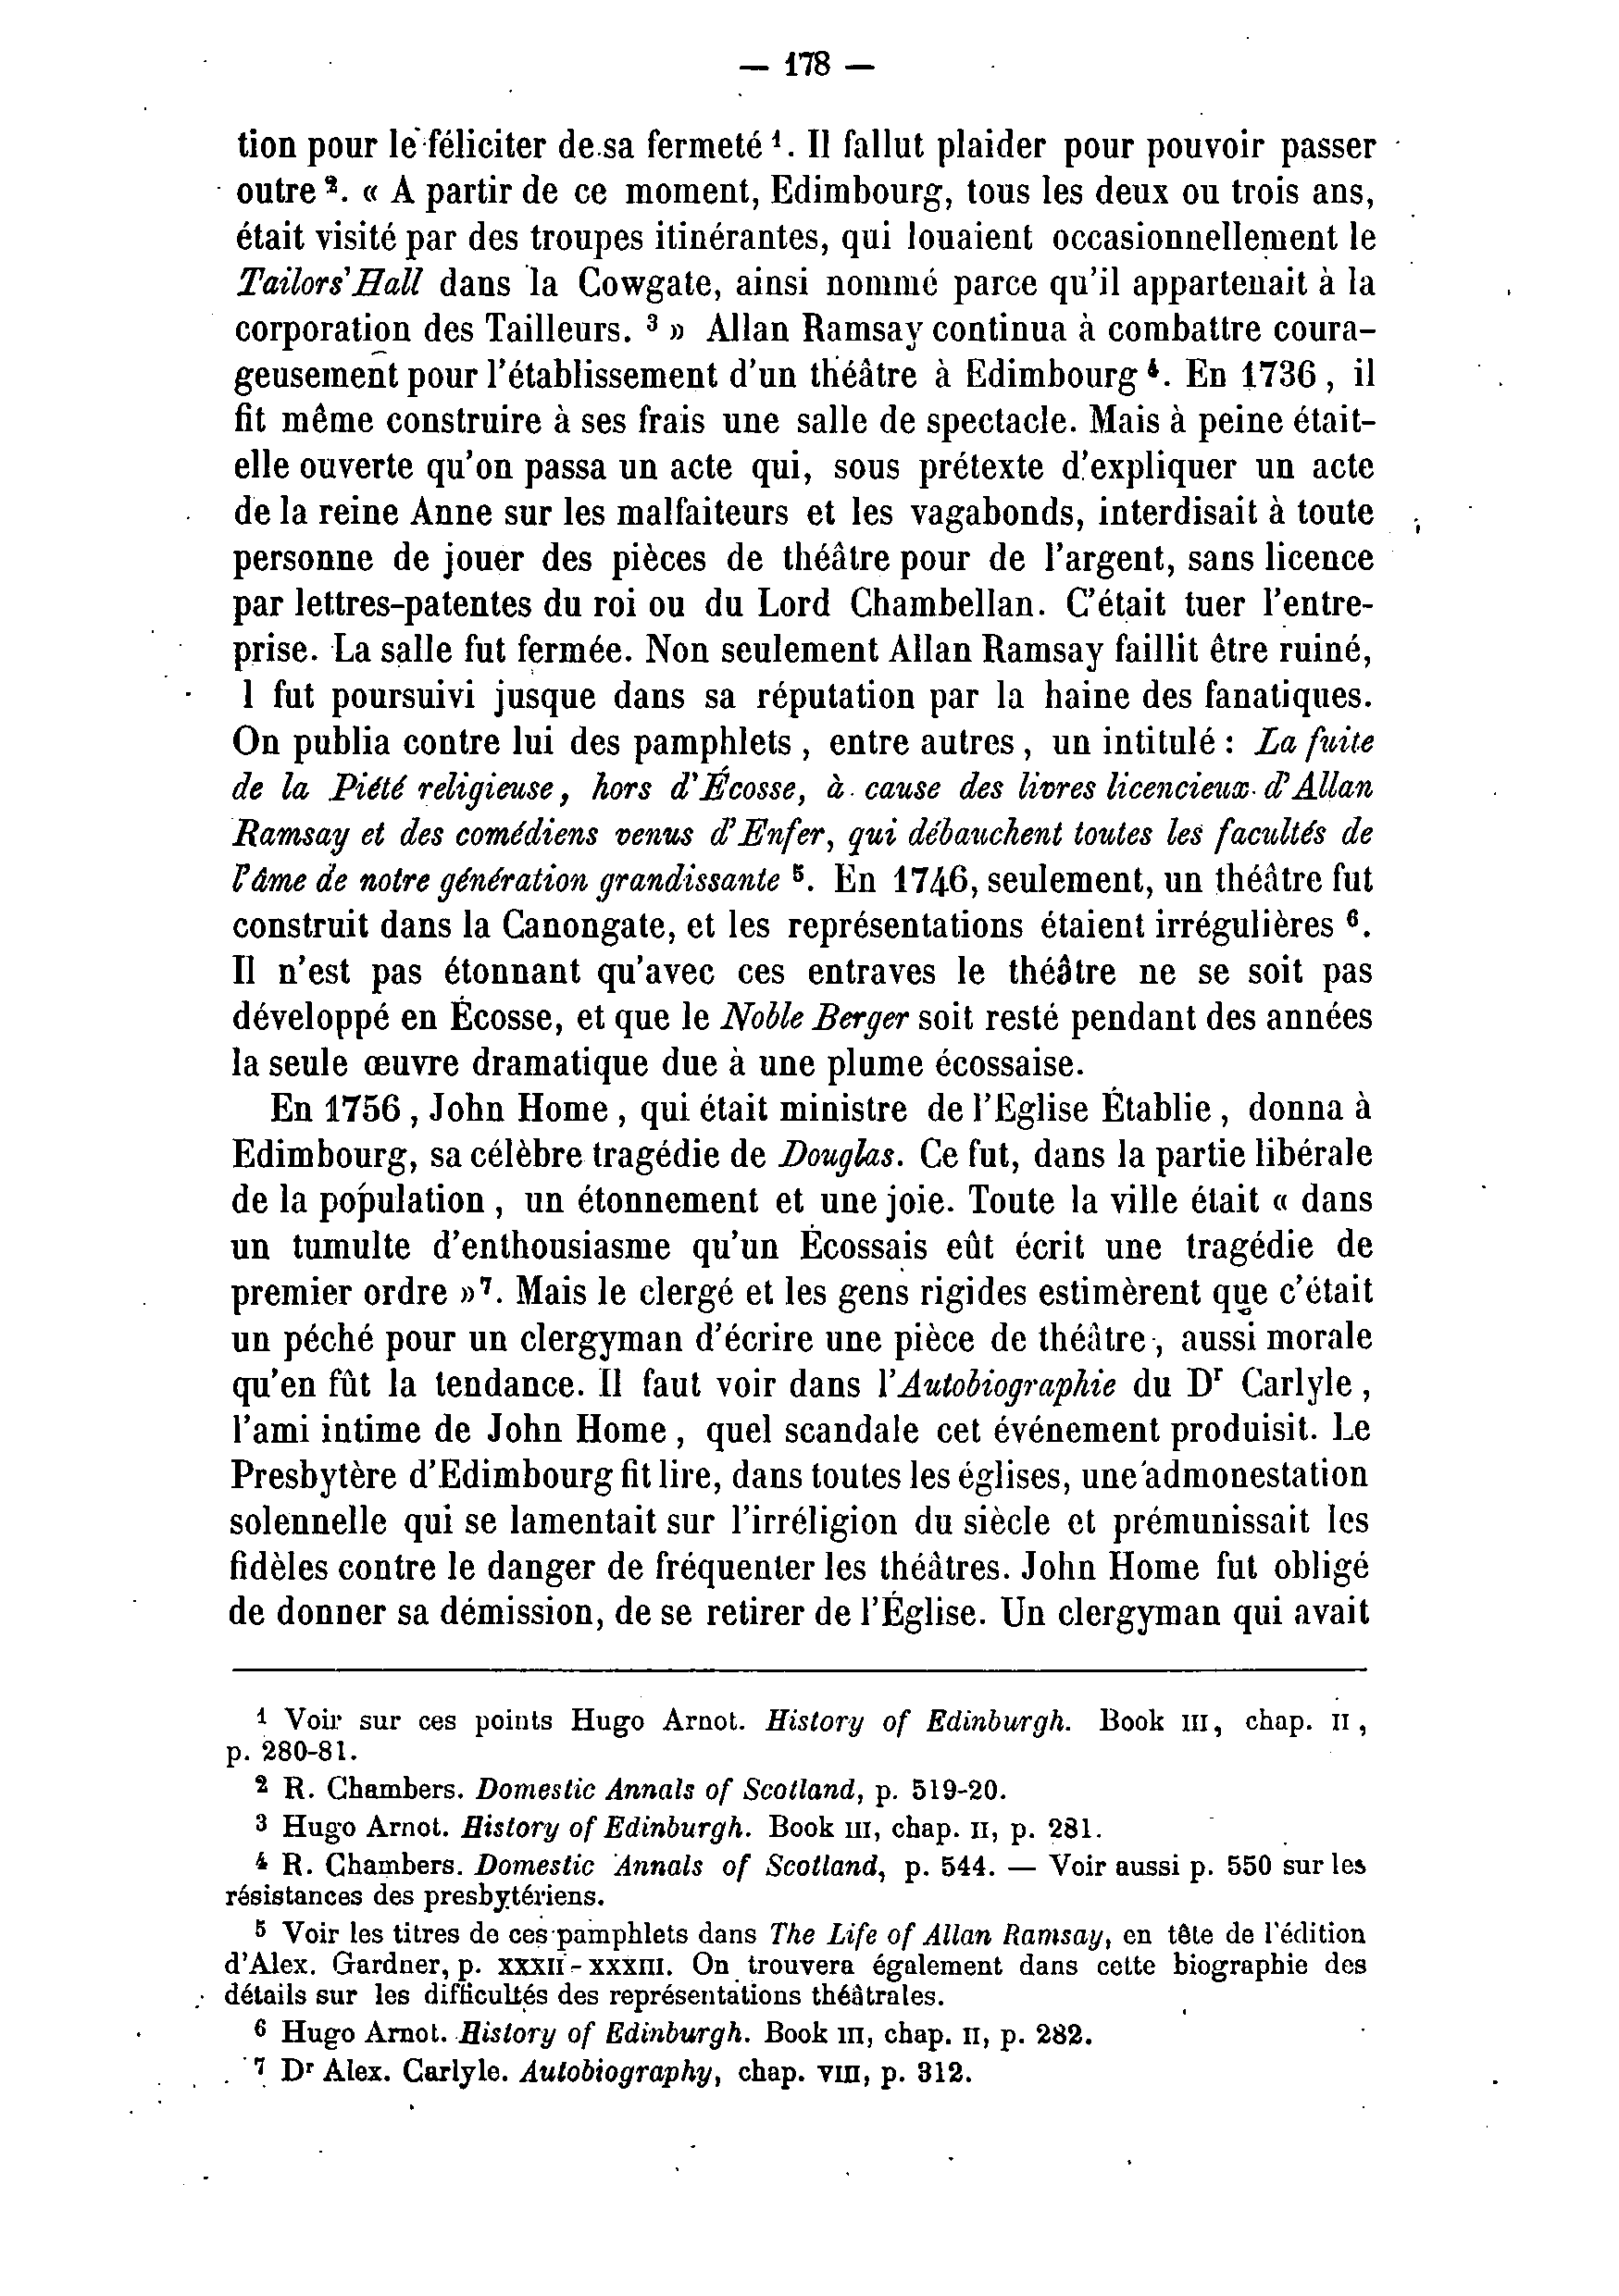 — 178 —
tion pour le féliciter de sa fermeté ¹. Il fallut plaider pour pouvoir passer
outre ². « A partir de ce moment, Edimbourg, tous les deux ou trois ans,
était visité par des troupes itinérantes, qui louaient occasionnellement le
Tailors' Hall dans la Cowgate, ainsi nommé parce qu'il appartenait à la
corporation des Tailleurs. ³ » Allan Ramsay continua à combattre coura-
geusement pour l'établissement d'un théâtre à Edimbourg ⁴. En 1736, il
fit même construire à ses frais une salle de spectacle. Mais à peine était-
elle ouverte qu'on passa un acte qui, sous prétexte d'expliquer un acte
de la reine Anne sur les malfaiteurs et les vagabonds, interdisait à toute
personne de jouer des pièces de théâtre pour de l'argent, sans licence
par lettres-patentes du roi ou du Lord Chambellan. C'était tuer l'entre-
prise. La salle fut fermée. Non seulement Allan Ramsay faillit être ruiné,
l fut poursuivi jusque dans sa réputation par la haine des fanatiques.
On publia contre lui des pamphlets, entre autres, un intitulé : La fuite
de la Piété religieuse, hors d'Écosse, à cause des livres licencieux d'Allan
Ramsay et des comédiens venus d'Enfer, qui débauchent toutes les facultés de
l'âme de notre génération grandissante ⁵. En 1746, seulement, un théâtre fut
construit dans la Canongate, et les représentations étaient irrégulières ⁶.
Il n'est pas étonnant qu'avec ces entraves le théâtre ne se soit pas
développé en Écosse, et que le Noble Berger soit resté pendant des années
la seule œuvre dramatique due à une plume écossaise.
En 1756, John Home, qui était ministre de l'Eglise Établie, donna à
Edimbourg, sa célèbre tragédie de Douglas. Ce fut, dans la partie libérale
de la population, un étonnement et une joie. Toute la ville était « dans
un tumulte d'enthousiasme qu'un Écossais eût écrit une tragédie de
premier ordre »⁷. Mais le clergé et les gens rigides estimèrent que c'était
un péché pour un clergyman d'écrire une pièce de théâtre, aussi morale
qu'en fût la tendance. Il faut voir dans l'Autobiographie du Dr Carlyle,
l'ami intime de John Home, quel scandale cet événement produisit. Le
Presbytère d'Edimbourg fit lire, dans toutes les églises, une admonestation
solennelle qui se lamentait sur l'irréligion du siècle et prémunissait les
fidèles contre le danger de fréquenter les théâtres. John Home fut obligé
de donner sa démission, de se retirer de l'Église. Un clergyman qui avait
¹ Voir sur ces points Hugo Arnot. History of Edinburgh. Book III, chap. II,
p. 280-81.
² R. Chambers. Domestic Annals of Scotland, p. 519-20.
³ Hugo Arnot. History of Edinburgh. Book III, chap. II, p. 281.
⁴ R. Chambers. Domestic Annals of Scotland, p. 544. — Voir aussi p. 550 sur les
résistances des presbytériens.
⁵ Voir les titres de ces pamphlets dans The Life of Allan Ramsay, en tête de l'édition
d'Alex. Gardner, p. XXXII-XXXIII. On trouvera également dans cette biographie des
détails sur les difficultés des représentations théâtrales.
⁶ Hugo Arnot. History of Edinburgh. Book III, chap. II, p. 282.
⁷ Dr Alex. Carlyle. Autobiography, chap. VIII, p. 312.